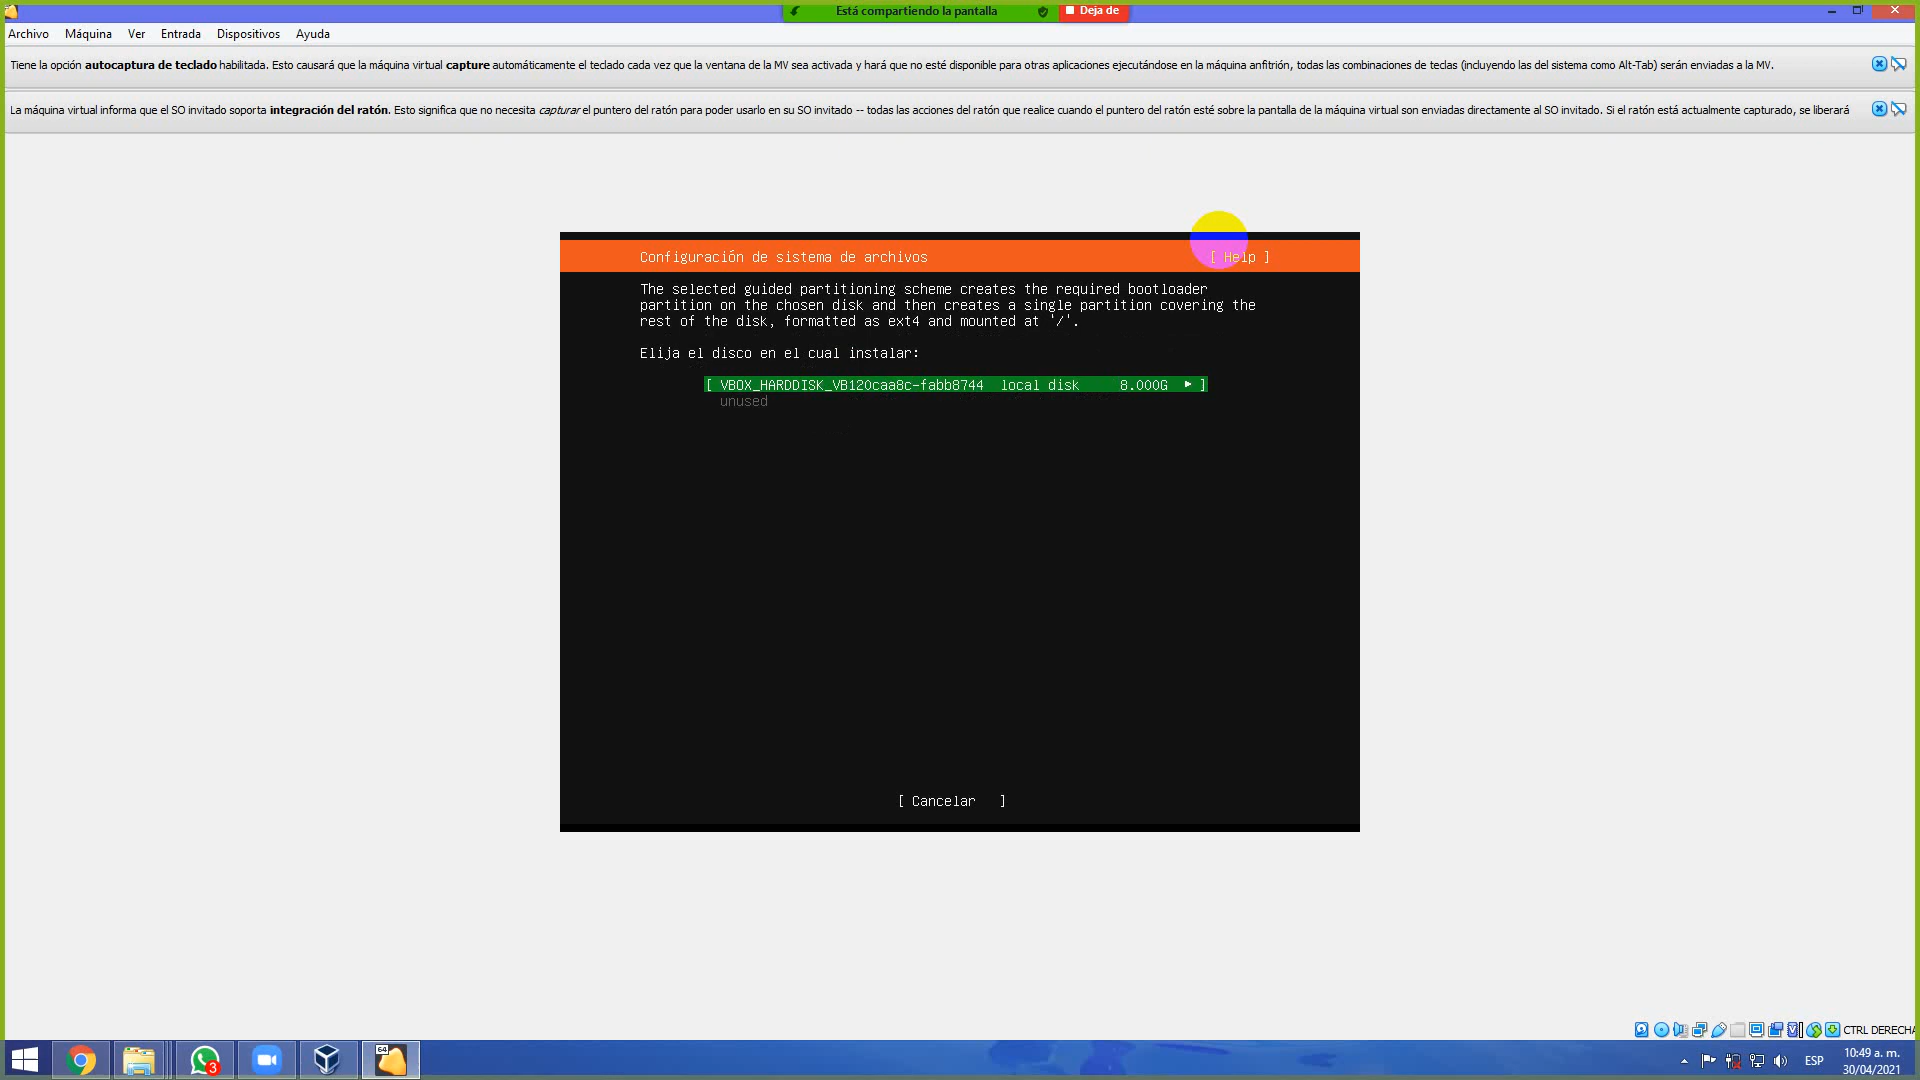 Está compartiendo la pantalla
Deja de
Archivo Máquina Ver Entrada Dispositivos Ayuda
Tiene la opción autocaptura de teclado habilitada. Esto causará que la máquina virtual capture automáticamente el teclado cada vez que la ventana de la MV sea activada y hará que no esté disponible para otras aplicaciones ejecutándose en la máquina anfitrión, todas las combinaciones de teclas (incluyendo las del sistema como Alt-Tab) serán enviadas a la MV.
La máquina virtual informa que el SO invitado soporta integración del ratón. Esto significa que no necesita capturar el puntero del ratón para poder usarlo en su SO invitado -- todas las acciones del ratón que realice cuando el puntero del ratón esté sobre la pantalla de la máquina virtual son enviadas directamente al SO invitado. Si el ratón está actualmente capturado, se liberará
Configuración de sistema de archivos [ Help ]
The selected guided partitioning scheme creates the required bootloader
partition on the chosen disk and then creates a single partition covering the
rest of the disk, formatted as ext4 and mounted at '/'.
Elija el disco en el cual instalar:
[ VBOX_HARDDISK_VB120caa8c-fabb8744 local disk 8.000G ▸ ]
unused
[ Cancelar ]
CTRL DERECHA
3
64
ESP
10:49 a. m.
30/04/2021